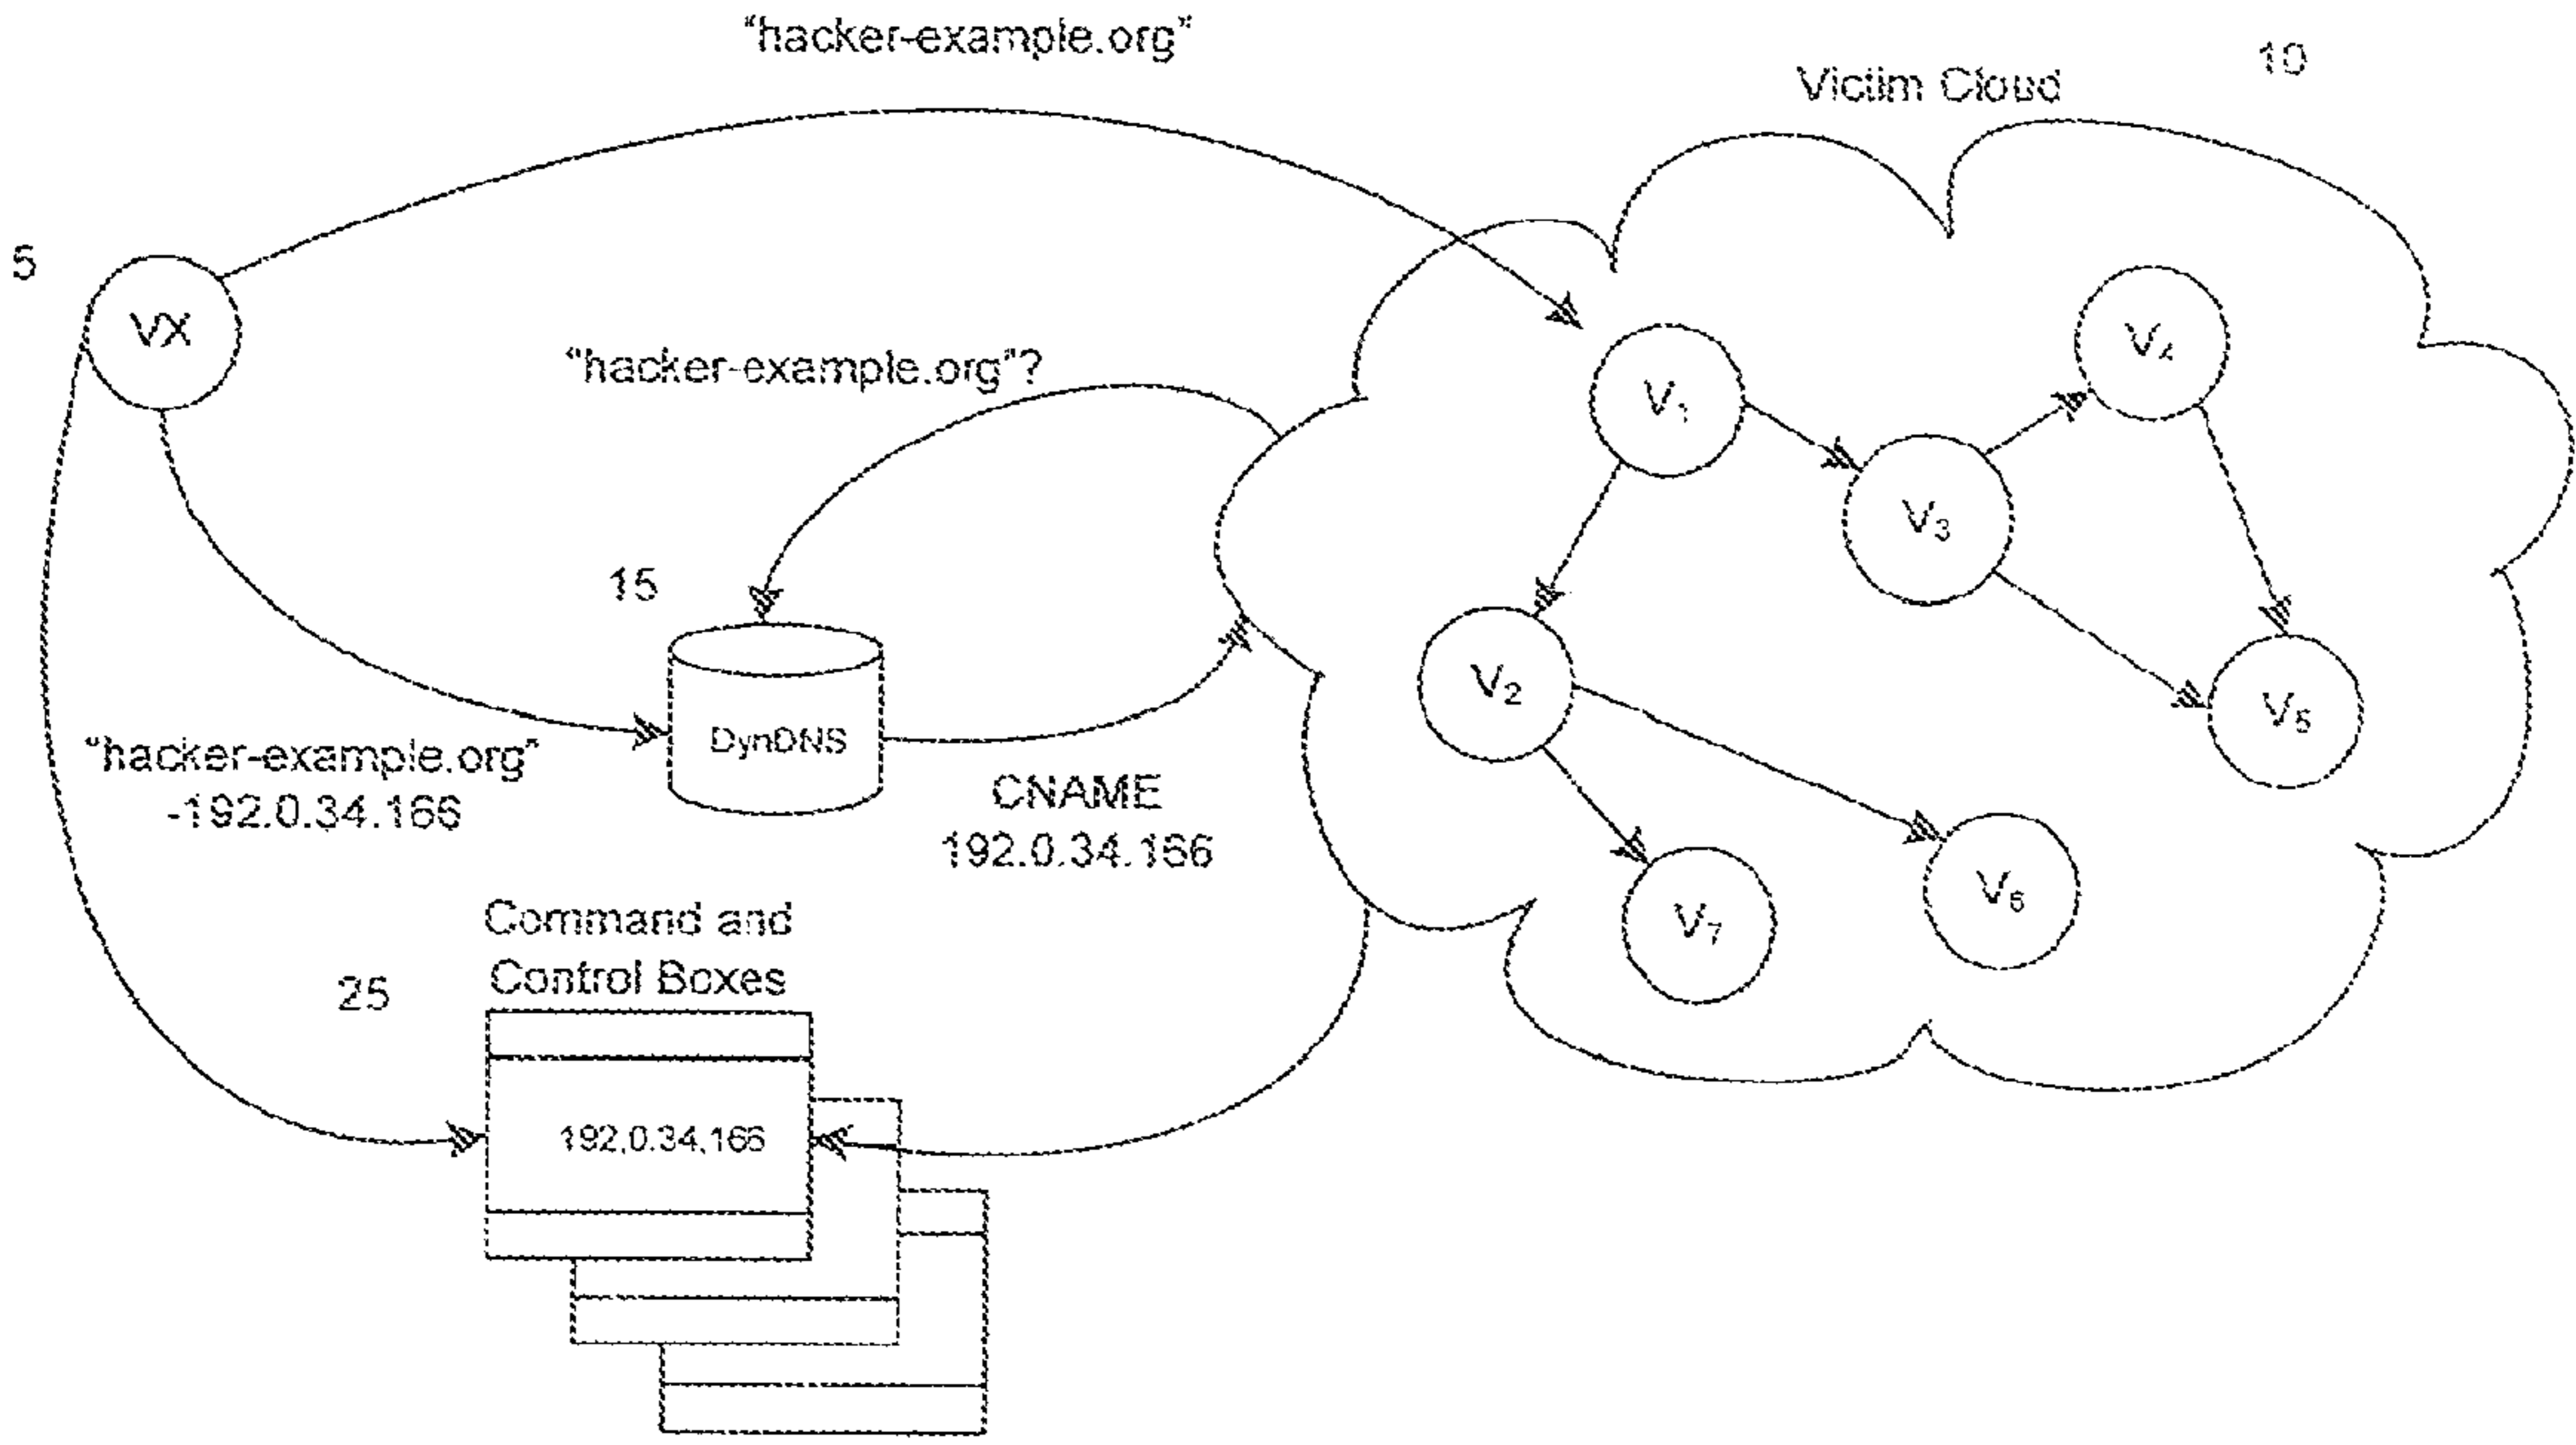 "hacker-example.org"
10
Victim Cloud
5
VX
"hacker-example.org"?
V₁
V₄
V₃
15
V₂
V₅
DynDNS
"hacker-example.org"
-192.0.34.166
CNAME
192.0.34.166
V₆
V₇
Command and
Control Boxes
25
192.0.34.166